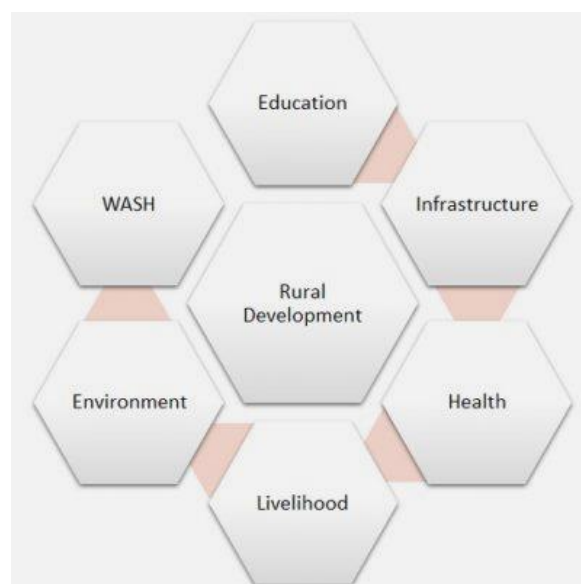 Education
WASH
Infrastructure
Rural
Development
Environment
Health
Livelihood